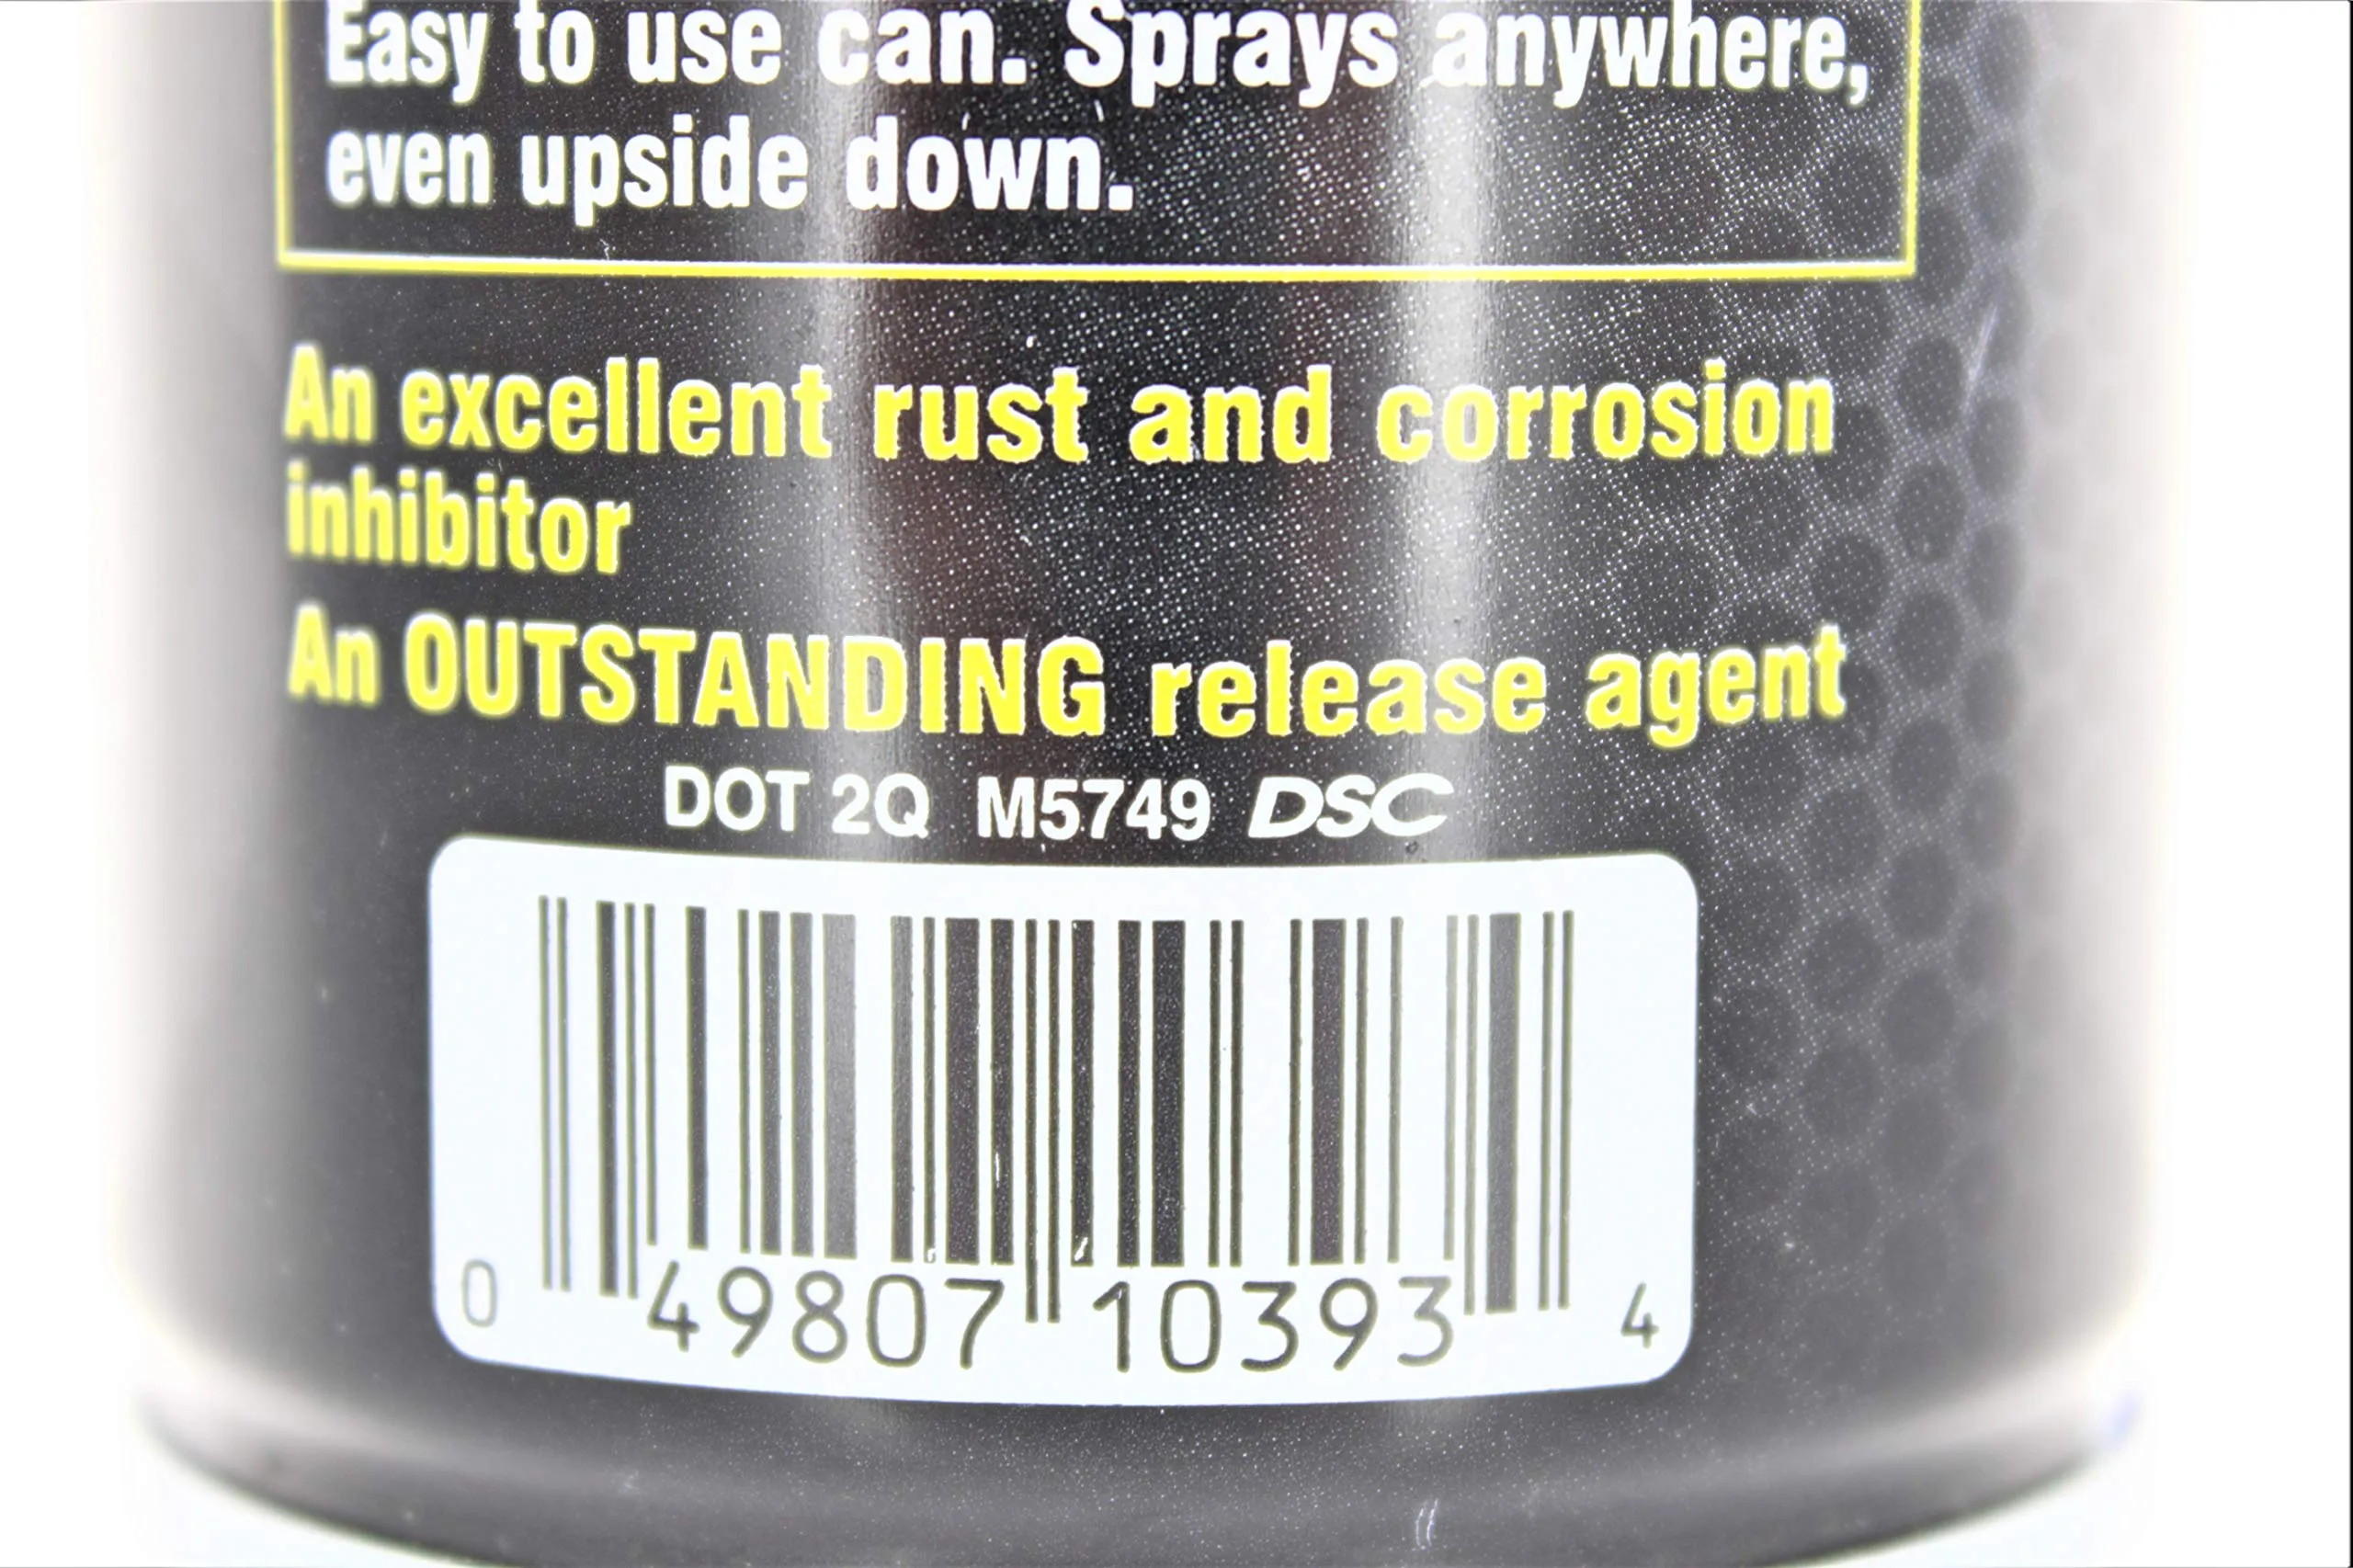 Easy to use can. Sprays anywhere,
even upside down.
An excellent rust and corrosion
inhibitor
An OUTSTANDING release agent
DOT 2Q M5749 DSC
0 49807 10393 4